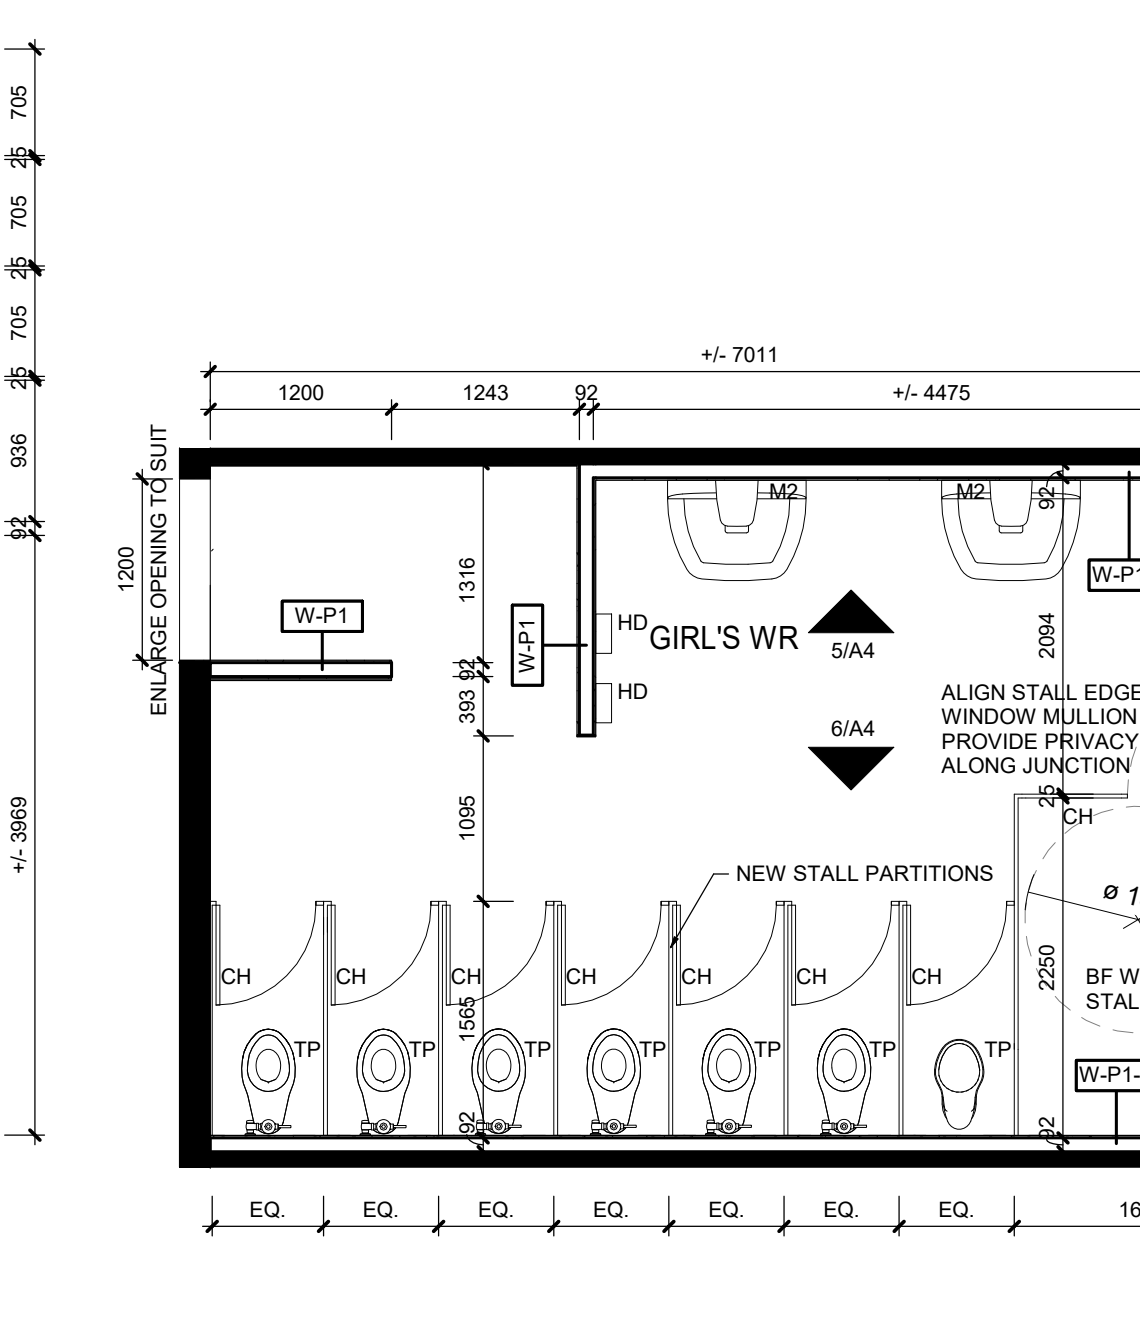 705
25
705
25
705
25
936
92
+/- 3969
+/- 7011
1200
1243
92
+/- 4475
ENLARGE OPENING TO SUIT
1200
W-P1
1316
92
393
1095
1565
92
W-P1
HD
HD
GIRL'S WR
M2
M2
5/A4
6/A4
92
2094
25
2250
92
W-P1
ALIGN STALL EDGE
WINDOW MULLION
PROVIDE PRIVACY
ALONG JUNCTION
CH
NEW STALL PARTITIONS
ø 1
BF W
STAL
W-P1-
CH
CH
CH
CH
CH
CH
CH
TP
TP
TP
TP
TP
TP
TP
EQ.
EQ.
EQ.
EQ.
EQ.
EQ.
EQ.
16